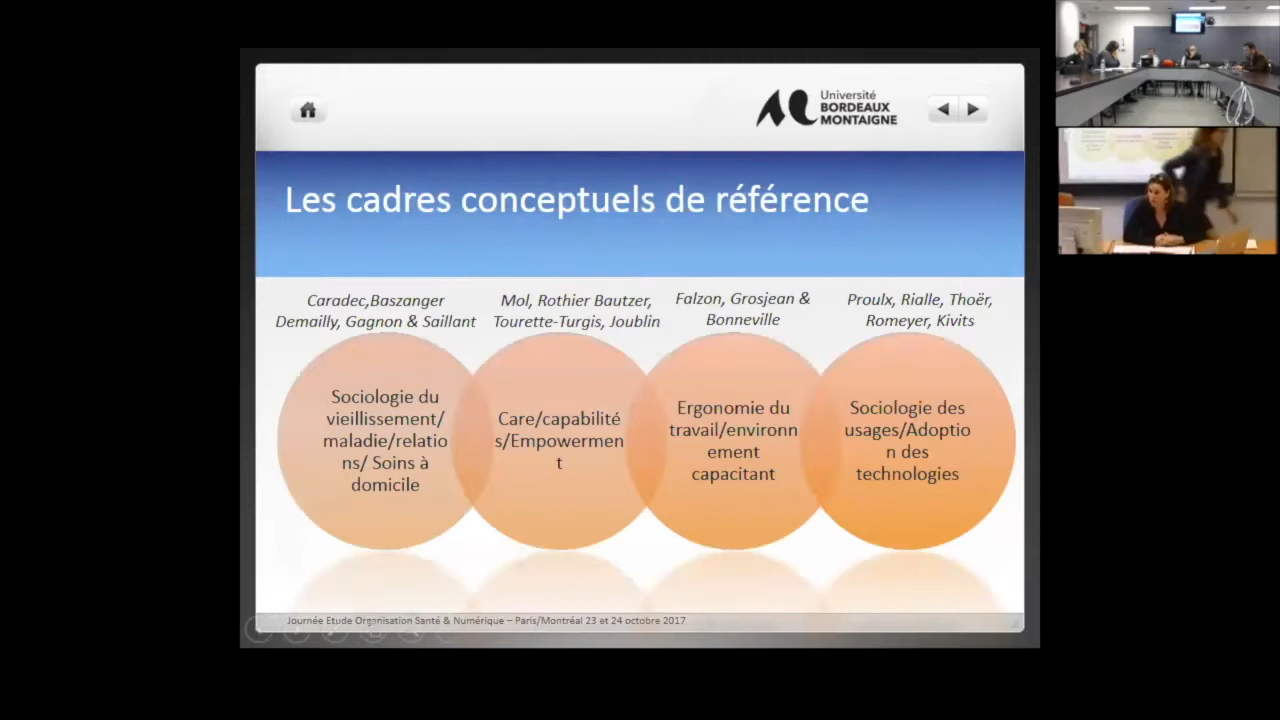 Université
BORDEAUX
MONTAIGNE
Les cadres conceptuels de référence
Caradec,Baszanger
Demailly, Gagnon & Saillant
Mol, Rothier Bautzer,
Tourette-Turgis, Joublin
Falzon, Grosjean &
Bonneville
Proulx, Rialle, Thoër,
Romeyer, Kivits
Sociologie du
vieillissement/
maladie/relatio
ns/ Soins à
domicile
Care/capabilité
s/Empowermen
t
Ergonomie du
travail/environn
ement
capacitant
Sociologie des
usages/Adoptio
n des
technologies
Journée Etude Organisation Santé & Numérique – Paris/Montréal 23 et 24 octobre 2017